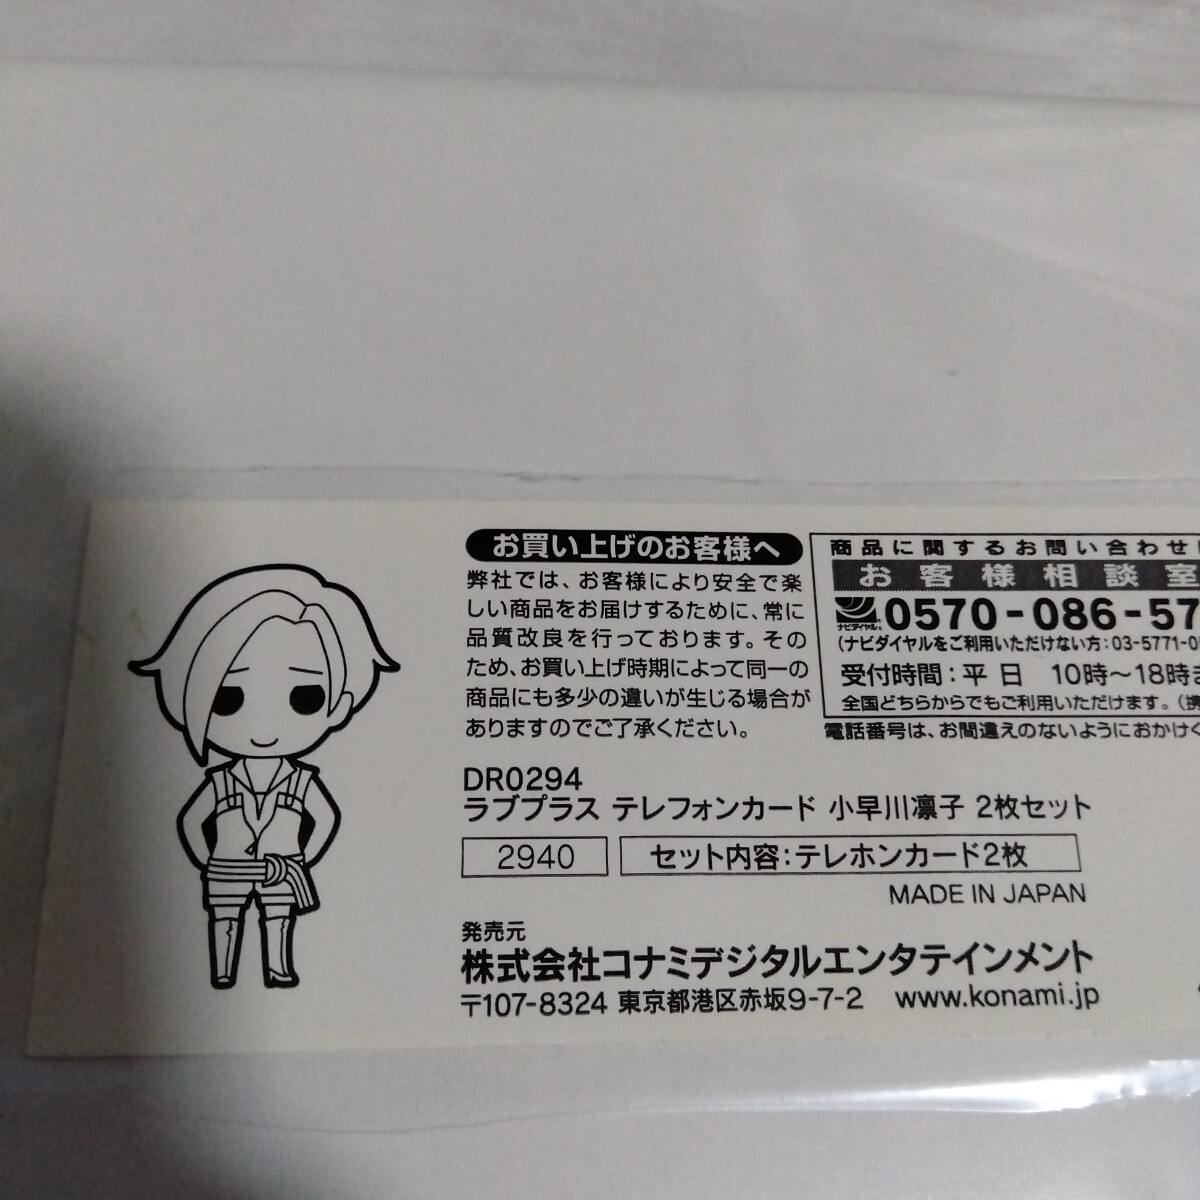 お買い上げのお客様へ
弊社では、お客様により安全で楽
しい商品をお届けするために、常に
品質改良を行っております。その
ため、お買い上げ時期によって同一の
商品にも多少の違いが生じる場合が
ありますのでご了承ください。
商品に関するお問い合わせ
お客様相談室
ナビダイヤル 0570-086-57
(ナビダイヤルをご利用いただけない方:03-5771-0
受付時間:平日 10時〜18時ま
全国どちらからでもご利用いただけます。(携
電話番号は、お間違えのないようにおかけく
DR0294
ラブプラス テレフォンカード 小早川凛子 2枚セット
2940
セット内容:テレホンカード2枚
MADE IN JAPAN
発売元
株式会社コナミデジタルエンタテインメント
〒107-8324 東京都港区赤坂9-7-2 www.konami.jp